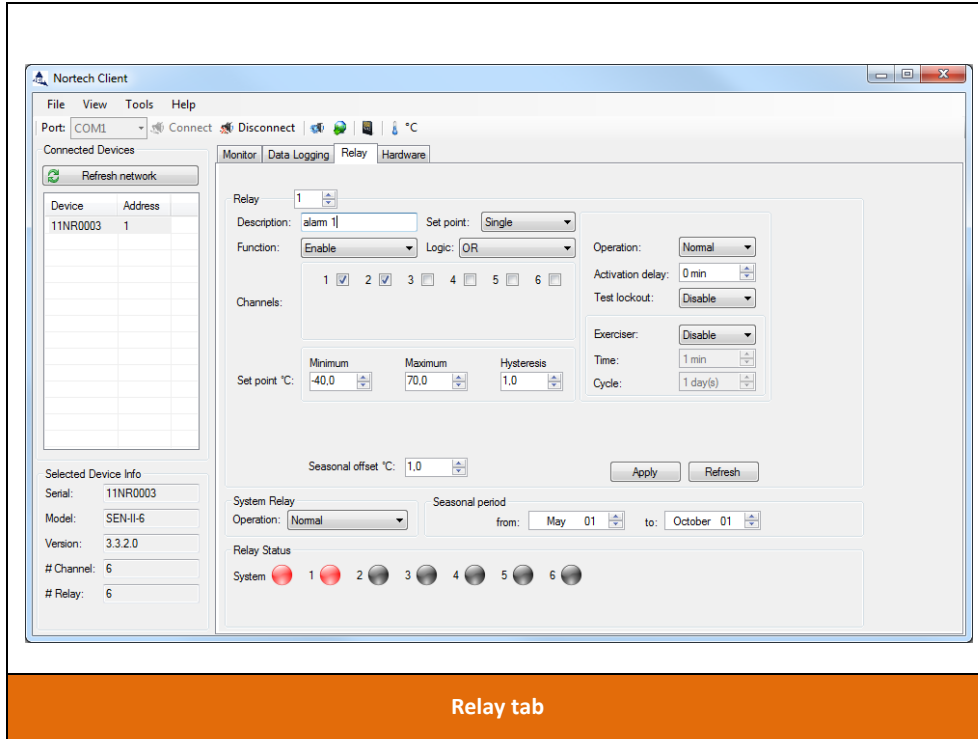 Nortech Client
File View Tools Help
Port: COM1 Connect Disconnect °C
Connected Devices
Refresh network
Device Address
11NR0003 1
Selected Device Info
Serial: 11NR0003
Model: SEN-II-6
Version: 3.3.2.0
# Channel: 6
# Relay: 6
Monitor Data Logging Relay Hardware
Relay 1
Description: alarm 1 Set point: Single
Function: Enable Logic: OR
Channels: 1 2 3 4 5 6
Minimum Maximum Hysteresis
Set point °C: -40,0 70,0 1,0
Seasonal offset °C: 1,0
Operation: Normal
Activation delay: 0 min
Test lockout: Disable
Exerciser: Disable
Time: 1 min
Cycle: 1 day(s)
Apply Refresh
System Relay
Operation: Normal
Seasonal period
from: May 01 to: October 01
Relay Status
System 1 2 3 4 5 6
Relay tab